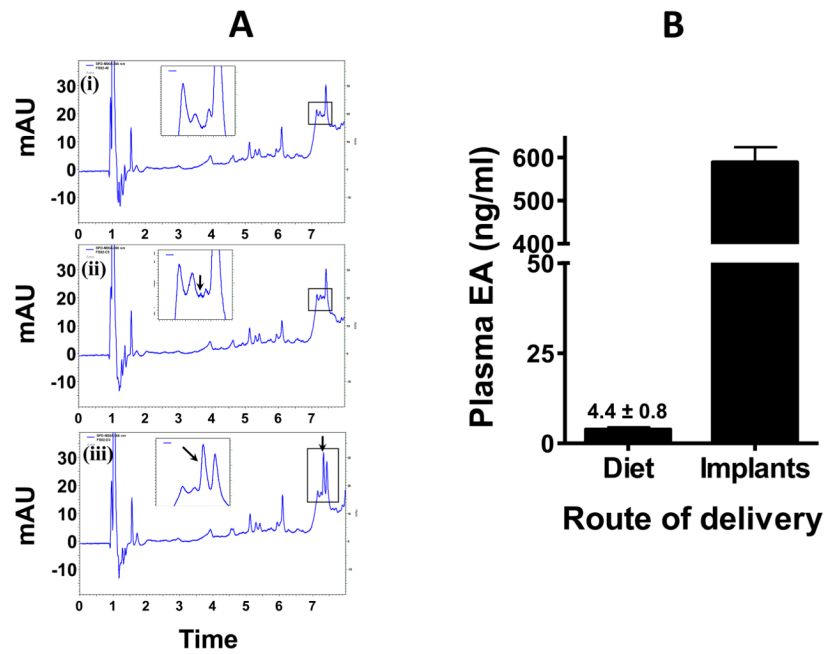 A
B
(i)
mAU
30
20
10
0
-10
0 1 2 3 4 5 6 7
(ii)
mAU
30
20
10
0
-10
0 1 2 3 4 5 6 7
(iii)
mAU
30
20
10
0
-10
0 1 2 3 4 5 6 7
Time
Plasma EA (ng/ml)
600
500
400
50
25
0
4.4 ± 0.8
Diet Implants
Route of delivery